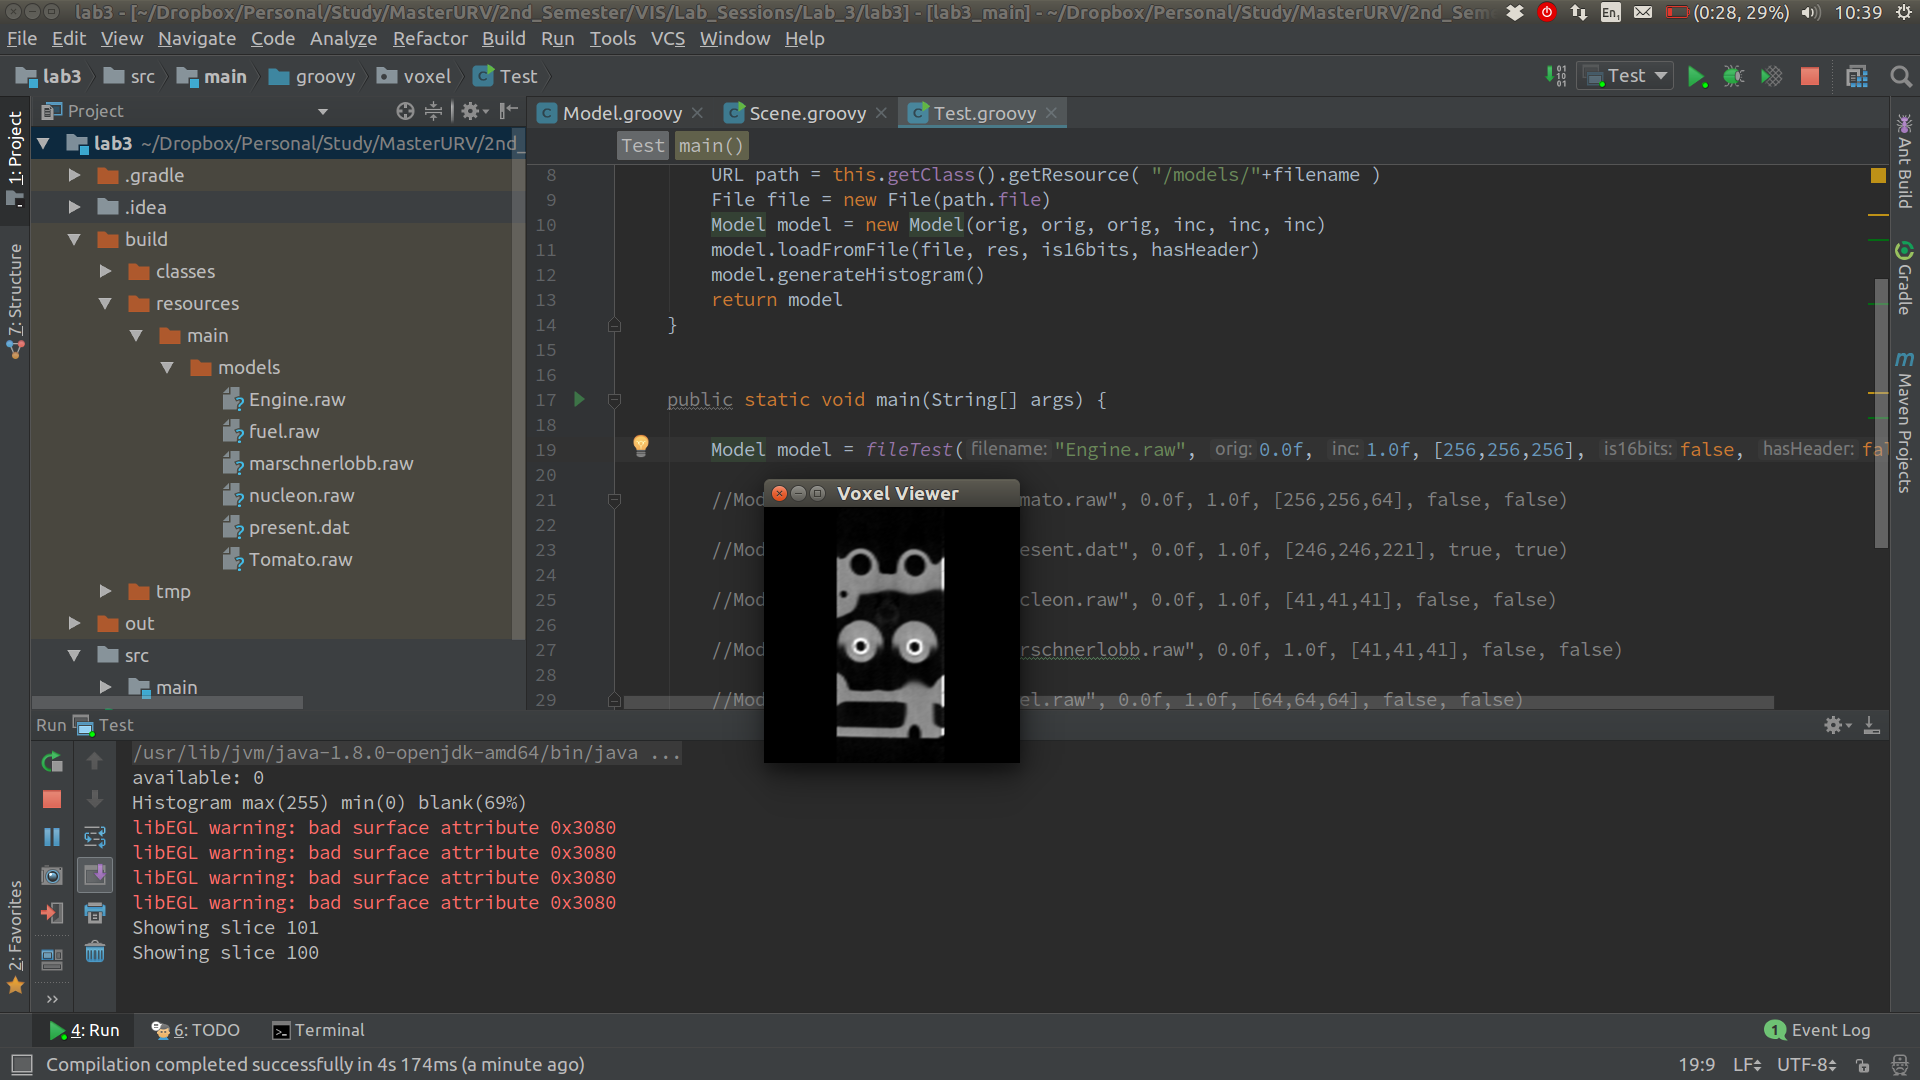 lab3 - [~/Dropbox/Personal/Study/MasterURV/2nd_Semester/VIS/Lab_Sessions/Lab_3/lab3] - [lab3_main] - ~/Dropbox/Personal/Study/MasterURV/2nd_Sem
En1
(0:28, 29%)
10:39
File Edit View Navigate Code Analyze Refactor Build Run Tools VCS Window Help
lab3 src main groovy voxel Test
Test
1: Project
7: Structure
2: Favorites
Project
lab3 ~/Dropbox/Personal/Study/MasterURV/2nd_
.gradle
.idea
build
classes
resources
main
models
Engine.raw
fuel.raw
marschnerlobb.raw
nucleon.raw
present.dat
Tomato.raw
tmp
out
src
main
Model.groovy Scene.groovy Test.groovy
Test main()
8 URL path = this.getClass().getResource( "/models/"+filename )
9 File file = new File(path.file)
10 Model model = new Model(orig, orig, orig, inc, inc, inc)
11 model.loadFromFile(file, res, is16bits, hasHeader)
12 model.generateHistogram()
13 return model
14 }
15
16
17 public static void main(String[] args) {
18
19 Model model = fileTest( filename: "Engine.raw", orig: 0.0f, inc: 1.0f, [256,256,256], is16bits: false, hasHeader: fal
20
21 //Mod mato.raw", 0.0f, 1.0f, [256,256,64], false, false)
22
23 //Mod esent.dat", 0.0f, 1.0f, [246,246,221], true, true)
24
25 //Mod cleon.raw", 0.0f, 1.0f, [41,41,41], false, false)
26
27 //Mod rschnerlobb.raw", 0.0f, 1.0f, [41,41,41], false, false)
28
29 //Mod el.raw", 0.0f, 1.0f, [64,64,64], false, false)
Voxel Viewer
Ant Build
Gradle
Maven Projects
Run Test
/usr/lib/jvm/java-1.8.0-openjdk-amd64/bin/java ...
available: 0
Histogram max(255) min(0) blank(69%)
libEGL warning: bad surface attribute 0x3080
libEGL warning: bad surface attribute 0x3080
libEGL warning: bad surface attribute 0x3080
libEGL warning: bad surface attribute 0x3080
Showing slice 101
Showing slice 100
4: Run 6: TODO Terminal
1 Event Log
Compilation completed successfully in 4s 174ms (a minute ago)
19:9 LF UTF-8